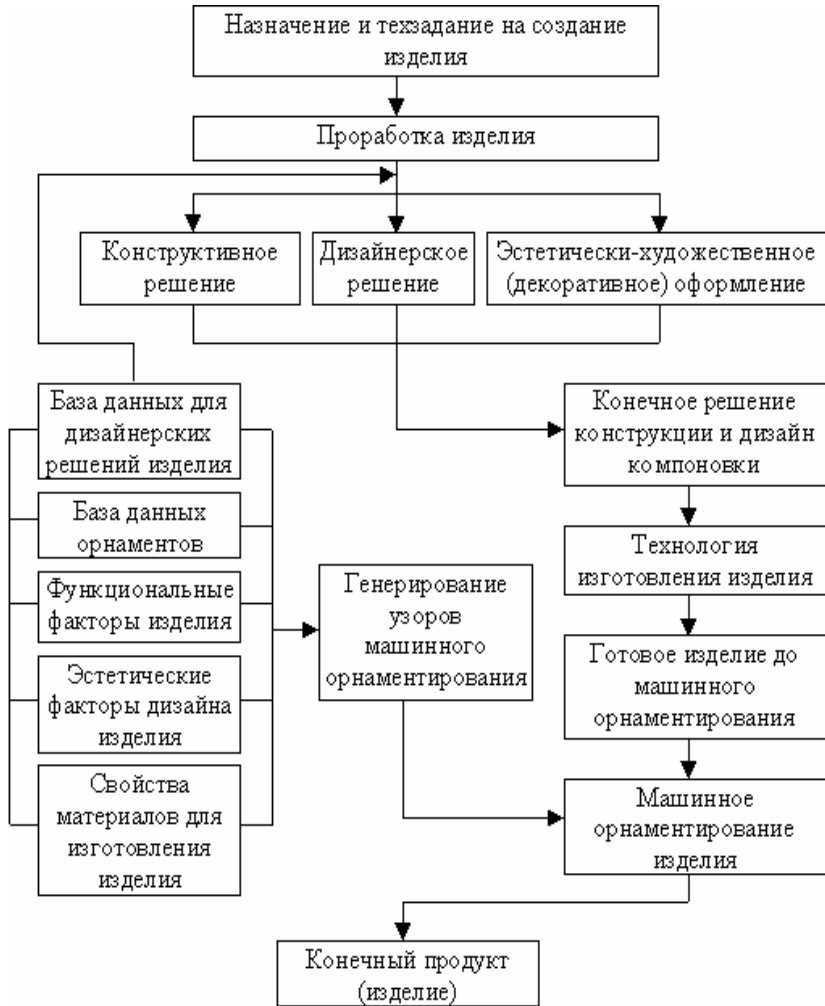 Назначение и техзадание на создание
изделия
Проработка изделия
Конструктивное
решение
Дизайнерское
решение
Эстетически-художественное
(декоративное) оформление
База данных для
дизайнерских
решений изделия
База данных
орнаментов
Функциональные
факторы изделия
Эстетические
факторы дизайна
изделия
Свойства
материалов для
изготовления
изделия
Генерирование
узоров
машинного
орнаментирования
Конечное решение
конструкции и дизайн
компоновки
Технология
изготовления изделия
Готовое изделие до
машинного
орнаментирования
Машинное
орнаментирование
изделия
Конечный продукт
(изделие)